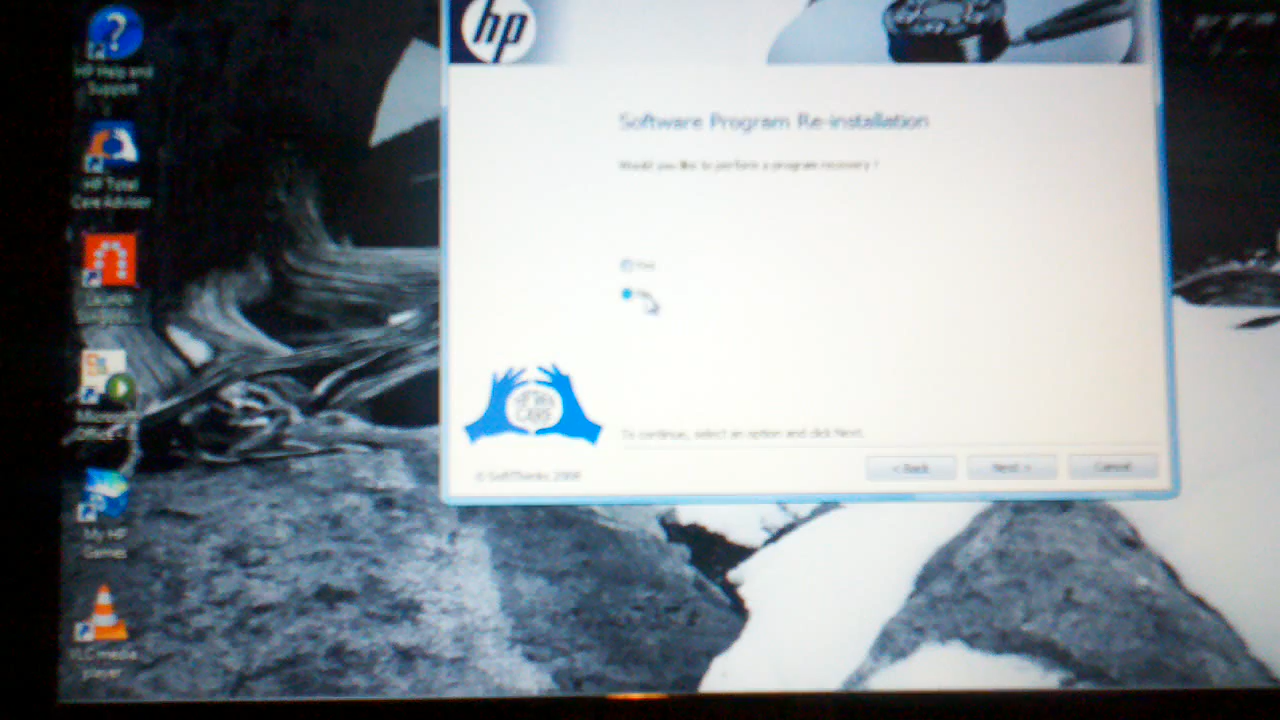 HP Help and
Support
HP Total
Care Advisor
Microsoft
Office -
My HP
Games
VLC media
player
hp
Software Program Re-installation
Would you like to perform a program recovery ?
To continue, select an option and click Next.
© SoftThinks
< Back
Next >
Cancel